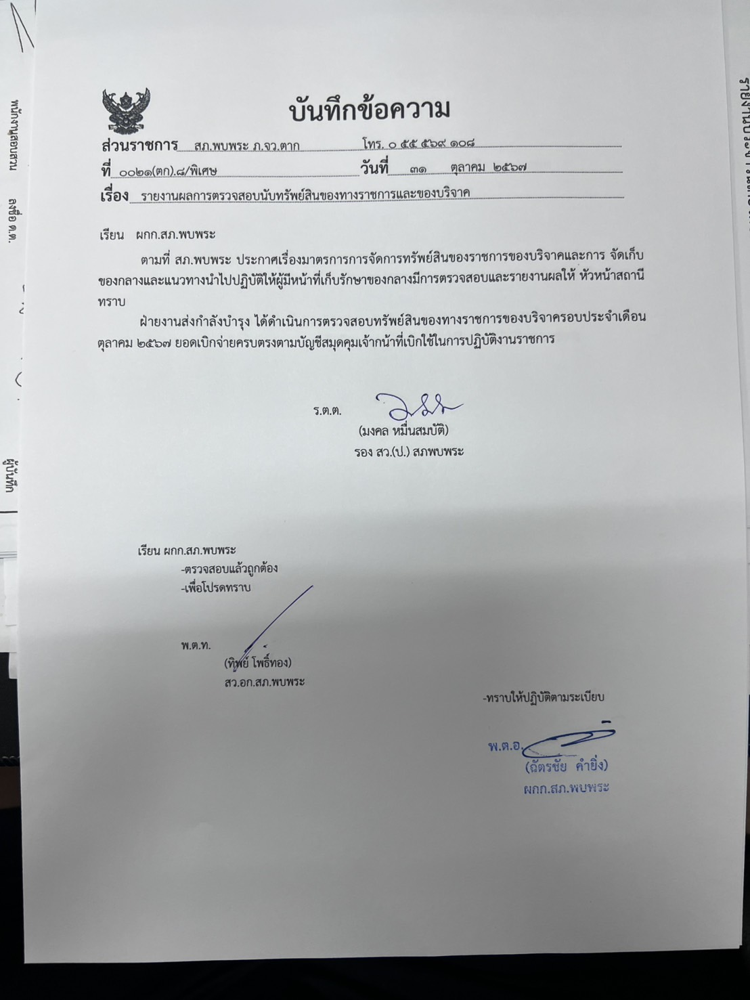 บันทึกข้อความ
ส่วนราชการ สภ.พบพระ ภ.จว.ตาก โทร. ๐ ๕๕ ๕๖๙ ๑๐๘
ที่ ๐๐๒๑(ตก).๘/พิเศษ วันที่ ๓๑ ตุลาคม ๒๕๖๗
เรื่อง รายงานผลการตรวจสอบนับทรัพย์สินของทางราชการและของบริจาค
เรียน ผกก.สภ.พบพระ
ตามที่ สภ.พบพระ ประกาศเรื่องมาตรการการจัดการทรัพย์สินของราชการของบริจาคและการ จัดเก็บ
ของกลางและแนวทางนำไปปฏิบัติให้ผู้มีหน้าที่เก็บรักษาของกลางมีการตรวจสอบและรายงานผลให้ หัวหน้าสถานี
ทราบ
ฝ่ายงานส่งกำลังบำรุง ได้ดำเนินการตรวจสอบทรัพย์สินของทางราชการของบริจาครอบประจำเดือน
ตุลาคม ๒๕๖๗ ยอดเบิกจ่ายครบตรงตามบัญชีสมุดคุมเจ้ากน้าที่เบิกใช้ในการปฏิบัติงานราชการ
ร.ต.ต.
(มงคล หมื่นสมบัติ)
รอง สว.(ป.) สภพบพระ
เรียน ผกก.สภ.พบพระ
-ตรวจสอบแล้วถูกต้อง
-เพื่อโปรดทราบ
พ.ต.ท.
(ทิพย์ โพธิ์ทอง)
สว.อก.สภ.พบพระ
-ทราบให้ปฏิบัติตามระเบียบ
พ.ต.อ.
(ฉัตรชัย คำยิ่ง)
ผกก.สภ.พบพระ
พนักงานสอบสวน
ลงชื่อ ด.ต.
ผู้บันทึก